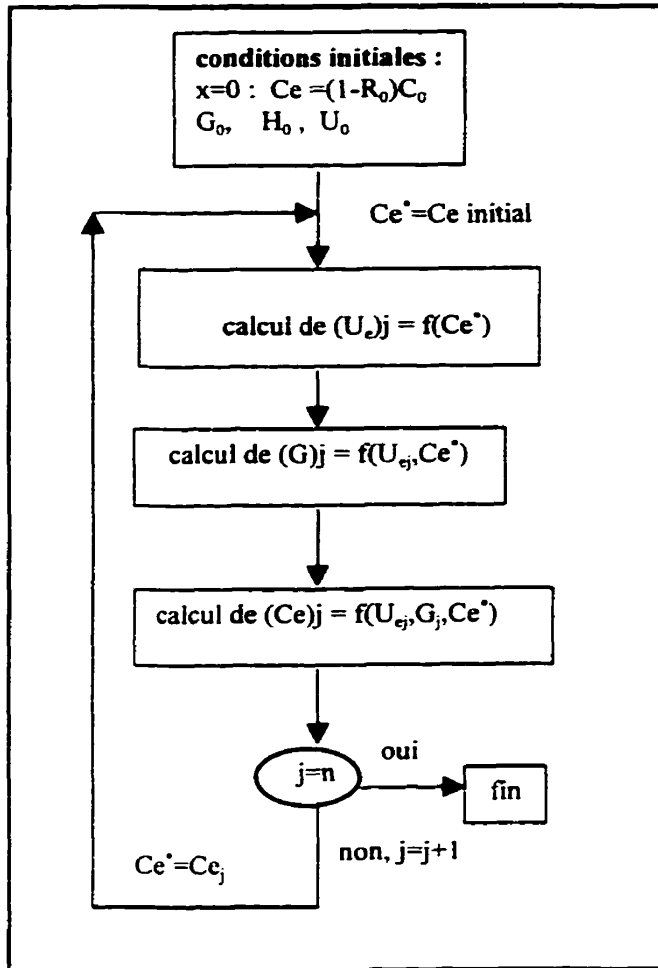 conditions initiales :
x=0 : Ce =(1-R₀)C₀
G₀, H₀ , U₀
Ce*=Ce initial
calcul de (Uₑ)j = f(Ce*)
calcul de (G)j = f(Uₑⱼ,Ce*)
calcul de (Ce)j = f(Uₑⱼ,Gⱼ,Ce*)
j=n
oui
fin
non, j=j+1
Ce*=Ceⱼ